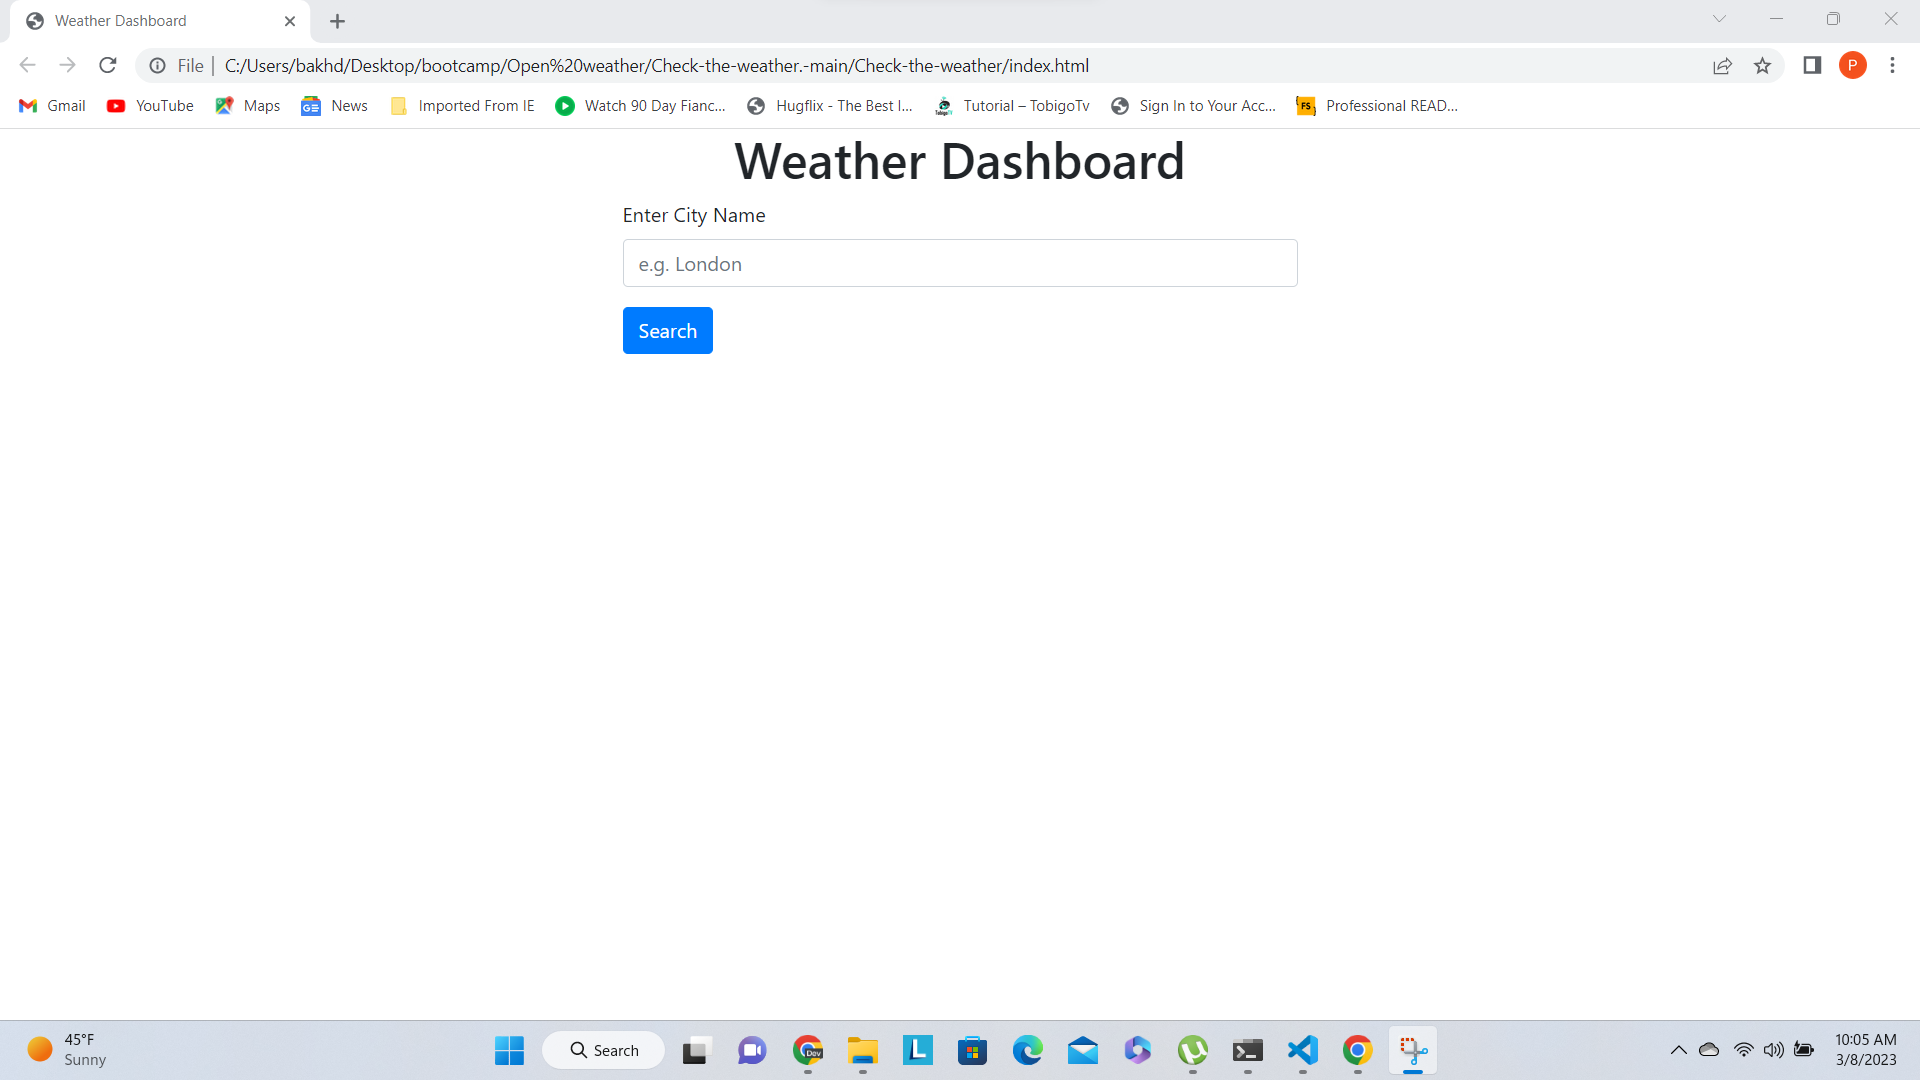 Weather Dashboard
File | C:/Users/bakhd/Desktop/bootcamp/Open%20weather/Check-the-weather.-main/Check-the-weather/index.html
P
Gmail YouTube Maps News Imported From IE Watch 90 Day Fianc... Hugflix - The Best I... Tutorial – TobigoTv Sign In to Your Acc... FS Professional READ...
Weather Dashboard
Enter City Name
e.g. London
Search
45°F
Sunny
Search
Dev
L
10:05 AM
3/8/2023